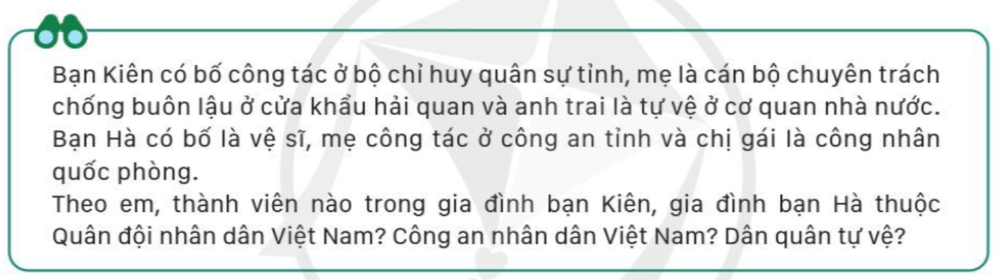 Bạn Kiên có bố công tác ở bộ chỉ huy quân sự tỉnh, mẹ là cán bộ chuyên trách
chống buôn lậu ở cửa khẩu hải quan và anh trai là tự vệ ở cơ quan nhà nước.
Bạn Hà có bố là vệ sĩ, mẹ công tác ở công an tỉnh và chị gái là công nhân
quốc phòng.
Theo em, thành viên nào trong gia đình bạn Kiên, gia đình bạn Hà thuộc
Quân đội nhân dân Việt Nam? Công an nhân dân Việt Nam? Dân quân tự vệ?